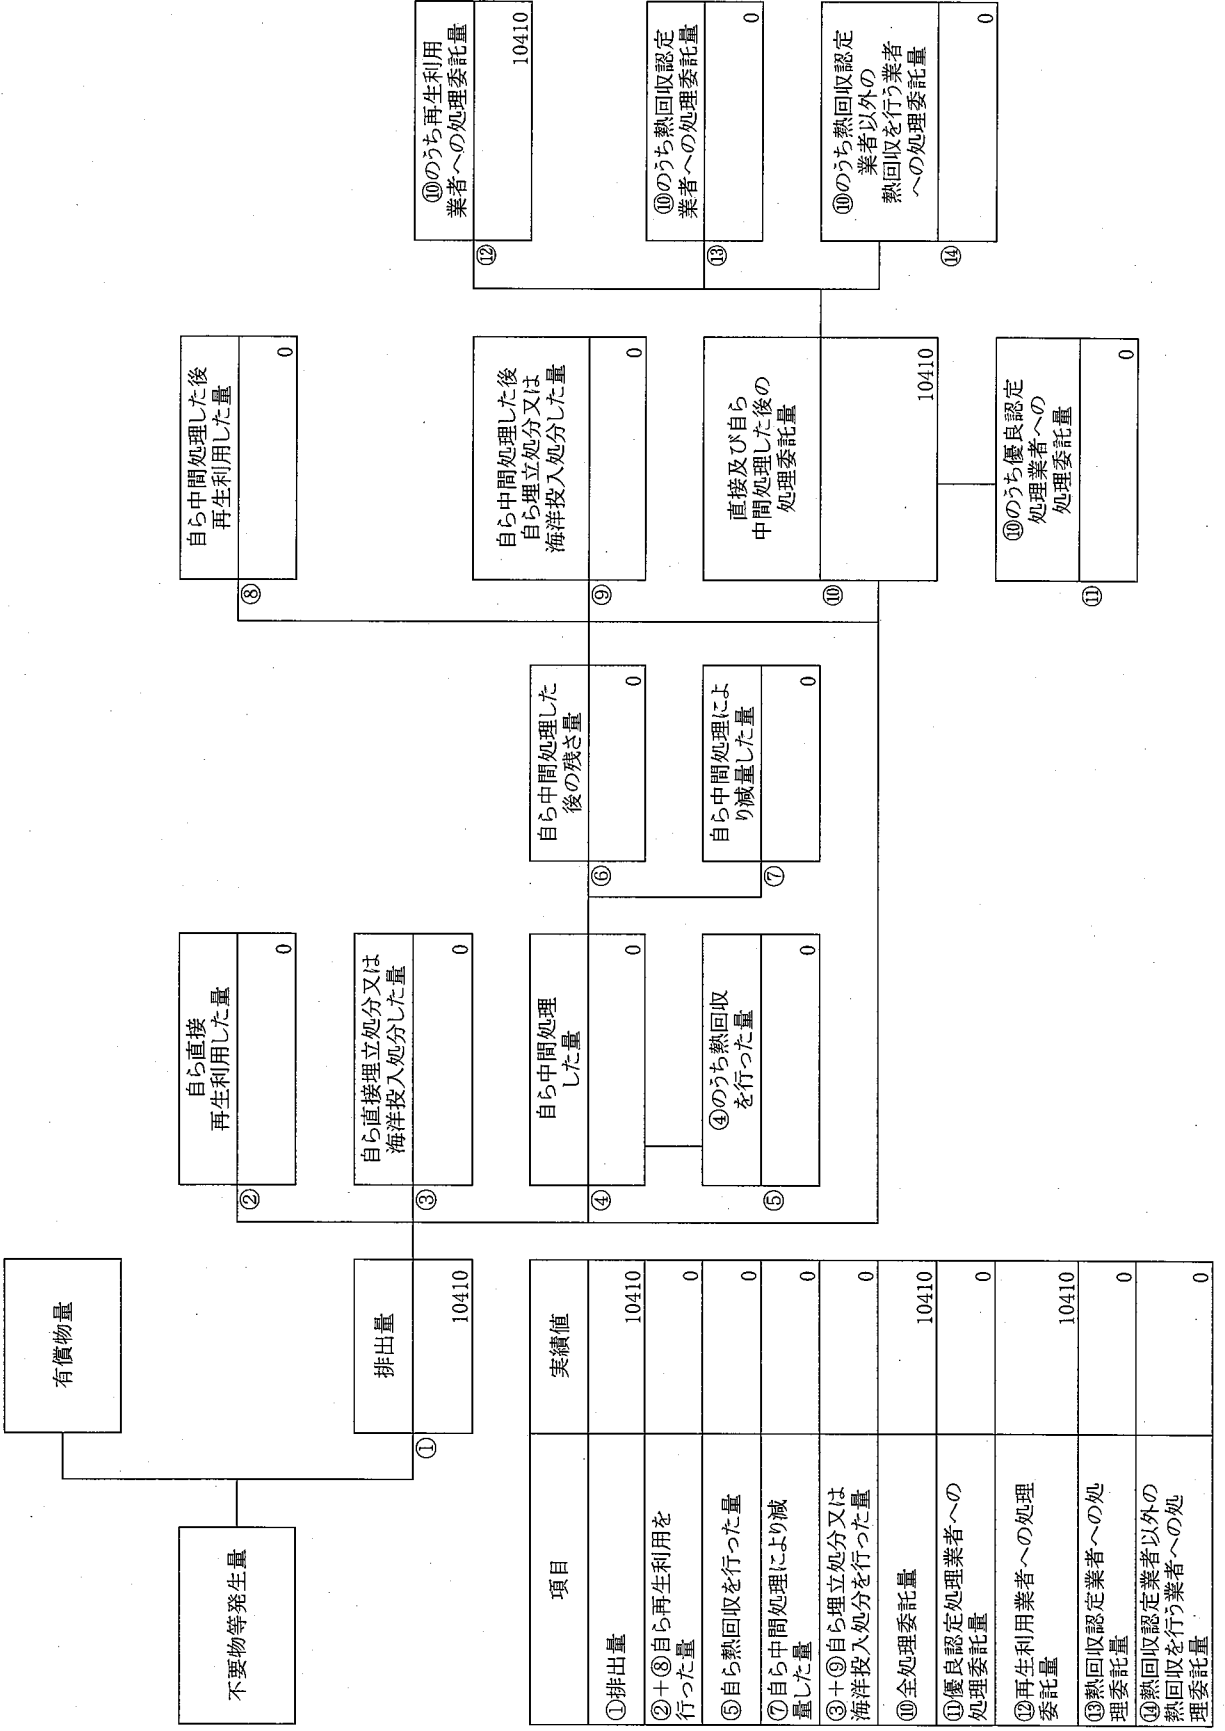 不要物等発生量
有償物量
①
排出量
10410
②
自ら直接
再生利用した量
0
③
自ら直接埋立処分又は
海洋投入処分した量
0
④
自ら中間処理
した量
0
⑤
④のうち熱回収
を行った量
0
⑥
自ら中間処理した
後の残さ量
0
⑦
自ら中間処理によ
り減量した量
0
⑧
自ら中間処理した後
再生利用した量
0
⑨
自ら中間処理した後
自ら埋立処分又は
海洋投入処分した量
0
⑩
直接及び自ら
中間処理した後の
処理委託量
10410
⑪
⑩のうち優良認定
処理業者への
処理委託量
0
⑫
⑩のうち再生利用
業者への処理委託量
10410
⑬
⑩のうち熱回収認定
業者への処理委託量
0
⑭
⑩のうち熱回収認定
業者以外の
熱回収を行う業者
への処理委託量
0
項目
実績値
①排出量
10410
②+⑧自ら再生利用を
行った量
0
⑤自ら熱回収を行った量
0
⑦自ら中間処理により減
量した量
0
③+⑨自ら埋立処分又は
海洋投入処分を行った量
0
⑩全処理委託量
10410
⑪優良認定処理業者への
処理委託量
0
⑫再生利用業者への処理
委託量
10410
⑬熱回収認定業者への処
理委託量
0
⑭熱回収認定業者以外の
熱回収を行う業者への処
理委託量
0